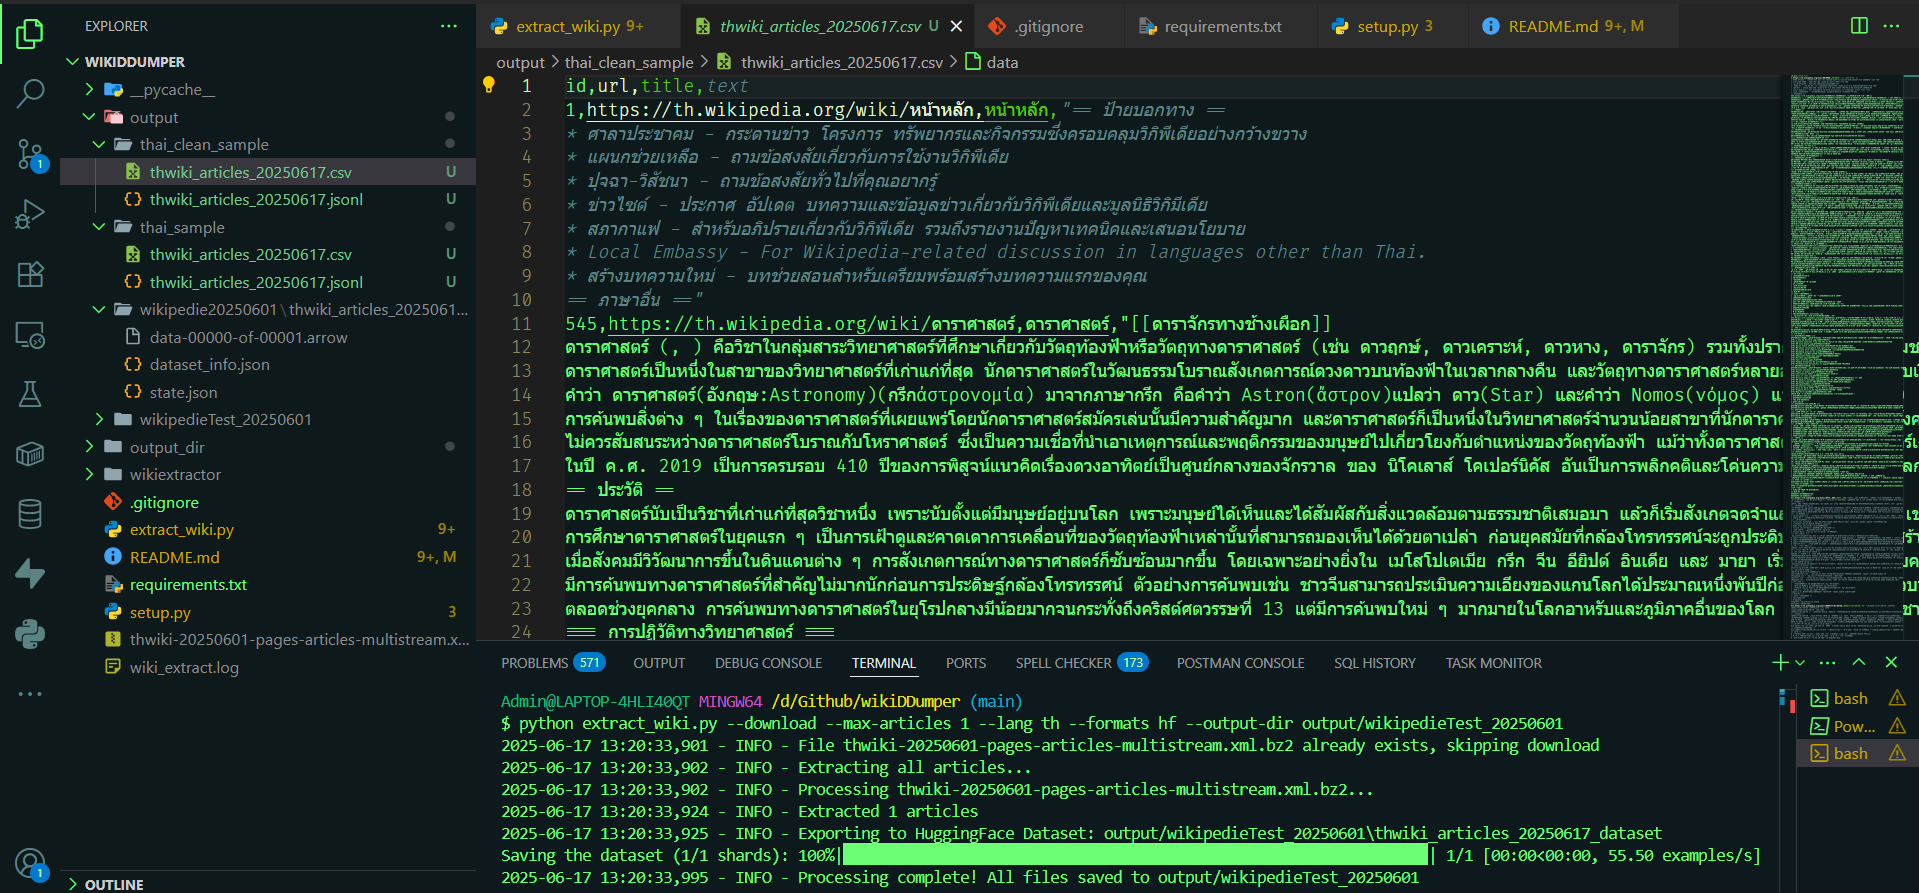 EXPLORER
WIKIDDUMPER
__pycache__
output
thai_clean_sample
thwiki_articles_20250617.csv U
thwiki_articles_20250617.jsonl U
thai_sample
thwiki_articles_20250617.csv U
thwiki_articles_20250617.jsonl U
wikipedie20250601\thwiki_articles_2025061...
data-00000-of-00001.arrow
dataset_info.json
state.json
wikipedieTest_20250601
output_dir
wikiextractor
.gitignore
extract_wiki.py 9+
README.md 9+, M
requirements.txt
setup.py 3
thwiki-20250601-pages-articles-multistream.x...
wiki_extract.log
OUTLINE
1
1
extract_wiki.py 9+
thwiki_articles_20250617.csv U
.gitignore
requirements.txt
setup.py 3
README.md 9+, M
output > thai_clean_sample > thwiki_articles_20250617.csv > data
1 id,url,title,text
2 1,https://th.wikipedia.org/wiki/หน้าหลัก,หน้าหลัก,"== ป้ายบอกทาง ==
3 * ศาลาประชาคม – กระดานข่าว โครงการ ทรัพยากรและกิจกรรมซึ่งครอบคลุมวิกิพีเดียอย่างกว้างขวาง
4 * แผนกช่วยเหลือ – ถามข้อสงสัยเกี่ยวกับการใช้งานวิกิพีเดีย
5 * ปุจฉา-วิสัชนา – ถามข้อสงสัยทั่วไปที่คุณอยากรู้
6 * ข่าวไซต์ – ประกาศ อัปเดต บทความและข้อมูลข่าวเกี่ยวกับวิกิพีเดียและมูลนิธิวิกิมีเดีย
7 * สภากาแฟ – สำหรับอภิปรายเกี่ยวกับวิกิพีเดีย รวมถึงรายงานปัญหาเทคนิคและเสนอนโยบาย
8 * Local Embassy – For Wikipedia-related discussion in languages other than Thai.
9 * สร้างบทความใหม่ – บทช่วยสอนสำหรับเตรียมพร้อมสร้างบทความแรกของคุณ
10 == ภาษาอื่น =="
11 545,https://th.wikipedia.org/wiki/ดาราศาสตร์,ดาราศาสตร์,"[[ดาราจักรทางช้างเผือก]]
12 ดาราศาสตร์ (, ) คือวิชาในกลุ่มสาระวิทยาศาสตร์ที่ศึกษาเกี่ยวกับวัตถุท้องฟ้าหรือวัตถุทางดาราศาสตร์ (เช่น ดาวฤกษ์, ดาวเคราะห์, ดาวหาง, ดาราจักร) รวมทั้งปรา
13 ดาราศาสตร์เป็นหนึ่งในสาขาของวิทยาศาสตร์ที่เก่าแก่ที่สุด นักดาราศาสตร์ในวัฒนธรรมโบราณสังเกตการณ์ดวงดาวบนท้องฟ้าในเวลากลางคืน และวัตถุทางดาราศาสตร์หลายอ
14 คำว่า ดาราศาสตร์(อังกฤษ:Astronomy)(กรีกἀστρονομία) มาจากภาษากรีก คือคำว่า Astron(ἄστρον)แปลว่า ดาว(Star) และคำว่า Nomos(νόμος) แ
15 การค้นพบสิ่งต่าง ๆ ในเรื่องของดาราศาสตร์ที่เผยแพร่โดยนักดาราศาสตร์สมัครเล่นนั้นมีความสำคัญมาก และดาราศาสตร์ก็เป็นหนึ่งในวิทยาศาสตร์จำนวนน้อยสาขาที่นักดารา
16 ไม่ควรสับสนระหว่างดาราศาสตร์โบราณกับโหราศาสตร์ ซึ่งเป็นความเชื่อที่นำเอาเหตุการณ์และพฤติกรรมของมนุษย์ไปเกี่ยวโยงกับตำแหน่งของวัตถุท้องฟ้า แม้ว่าทั้งดาราศาส
17 ในปี ค.ศ. 2019 เป็นการครบรอบ 410 ปีของการพิสูจน์แนวคิดเรื่องดวงอาทิตย์เป็นศูนย์กลางของจักรวาล ของ นิโคเลาส์ โคเปอร์นิคัส อันเป็นการพลิกคติและโค่นความ
18 == ประวัติ ==
19 ดาราศาสตร์นับเป็นวิชาที่เก่าแก่ที่สุดวิชาหนึ่ง เพราะนับตั้งแต่มีมนุษย์อยู่บนโลก เพราะมนุษย์ได้เห็นและได้สัมผัสกับสิ่งแวดล้อมตามธรรมชาติเสมอมา แล้วก็เริ่มสังเกตจดจำแ
20 การศึกษาดาราศาสตร์ในยุคแรก ๆ เป็นการเฝ้าดูและคาดเดาการเคลื่อนที่ของวัตถุท้องฟ้าเหล่านั้นที่สามารถมองเห็นได้ด้วยตาเปล่า ก่อนยุคสมัยที่กล้องโทรทรรศน์จะถูกประดิษ
21 เมื่อสังคมมีวิวัฒนาการขึ้นในดินแดนต่าง ๆ การสังเกตการณ์ทางดาราศาสตร์ก็ซับซ้อนมากขึ้น โดยเฉพาะอย่างยิ่งใน เมโสโปเตเมีย กรีก จีน อียิปต์ อินเดีย และ มายา เริ่
22 มีการค้นพบทางดาราศาสตร์ที่สำคัญไม่มากนักก่อนการประดิษฐ์กล้องโทรทรรศน์ ตัวอย่างการค้นพบเช่น ชาวจีนสามารถประเมินความเอียงของแกนโลกได้ประมาณหนึ่งพันปีก่อ
23 ตลอดช่วงยุคกลาง การค้นพบทางดาราศาสตร์ในยุโรปกลางมีน้อยมากจนกระทั่งถึงคริสต์ศตวรรษที่ 13 แต่มีการค้นพบใหม่ ๆ มากมายในโลกอาหรับและภูมิภาคอื่นของโลก
24 === การปฏิวัติทางวิทยาศาสตร์ ===
PROBLEMS 571 OUTPUT DEBUG CONSOLE TERMINAL PORTS SPELL CHECKER 173 POSTMAN CONSOLE SQL HISTORY TASK MONITOR
Admin@LAPTOP-4HLI40QT MINGW64 /d/Github/wikiDDumper (main)
$ python extract_wiki.py --download --max-articles 1 --lang th --formats hf --output-dir output/wikipedieTest_20250601
2025-06-17 13:20:33,901 - INFO - File thwiki-20250601-pages-articles-multistream.xml.bz2 already exists, skipping download
2025-06-17 13:20:33,902 - INFO - Extracting all articles...
2025-06-17 13:20:33,902 - INFO - Processing thwiki-20250601-pages-articles-multistream.xml.bz2...
2025-06-17 13:20:33,924 - INFO - Extracted 1 articles
2025-06-17 13:20:33,925 - INFO - Exporting to HuggingFace Dataset: output/wikipedieTest_20250601\thwiki_articles_20250617_dataset
Saving the dataset (1/1 shards): 100%| | 1/1 [00:00<00:00, 55.50 examples/s]
2025-06-17 13:20:33,995 - INFO - Processing complete! All files saved to output/wikipedieTest_20250601
bash
Pow...
bash